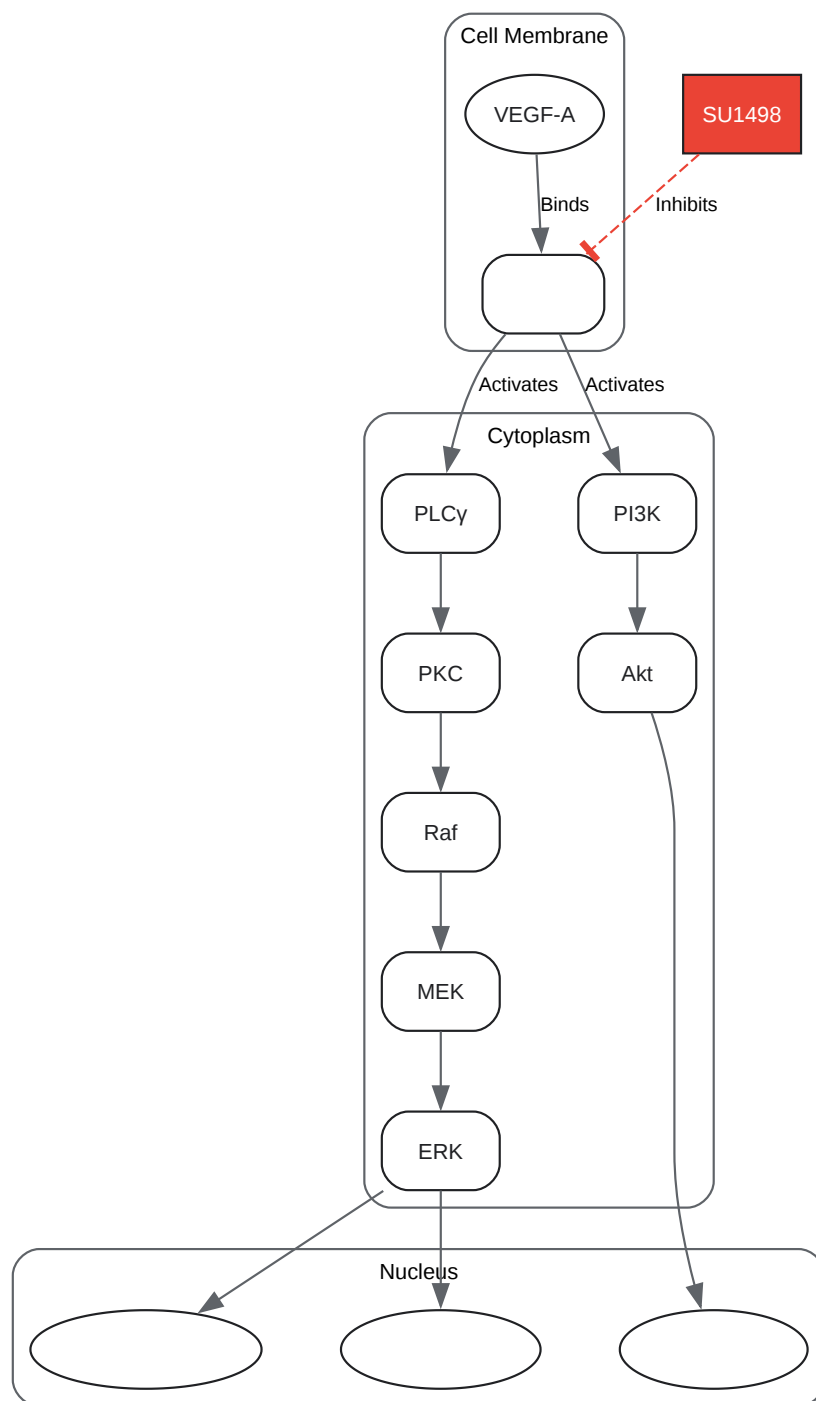 Cell Membrane
VEGF-A
SU1498
Binds
Inhibits
Activates
Activates
Cytoplasm
PLCγ
PI3K
PKC
Akt
Raf
MEK
ERK
Nucleus